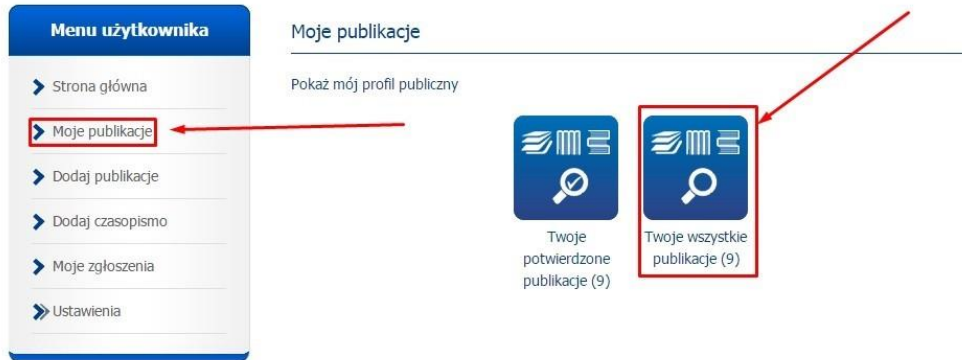 Menu użytkownika
Strona główna
Moje publikacje
Dodaj publikacje
Dodaj czasopismo
Moje zgłoszenia
Ustawienia
Moje publikacje
Pokaż mój profil publiczny
Twoje
potwierdzone
publikacje (9)
Twoje wszystkie
publikacje (9)